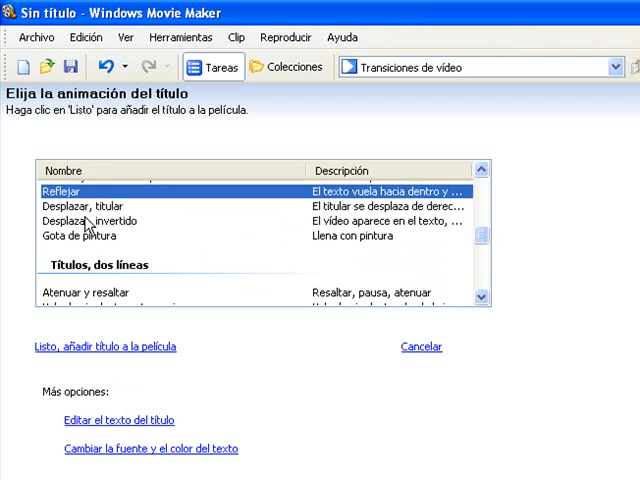 Sin título - Windows Movie Maker
Archivo Edición Ver Herramientas Clip Reproducir Ayuda
Tareas Colecciones Transiciones de vídeo
Elija la animación del título
Haga clic en 'Listo' para añadir el título a la película.
Nombre Descripción
Reflejar El texto vuela hacia dentro y ...
Desplazar, titular El titular se desplaza de derec...
Desplazar, invertido El vídeo aparece en el texto, ...
Gota de pintura Llena con pintura
Títulos, dos líneas
Atenuar y resaltar Resaltar, pausa, atenuar
Listo, añadir título a la película Cancelar
Más opciones:
Editar el texto del título
Cambiar la fuente y el color del texto